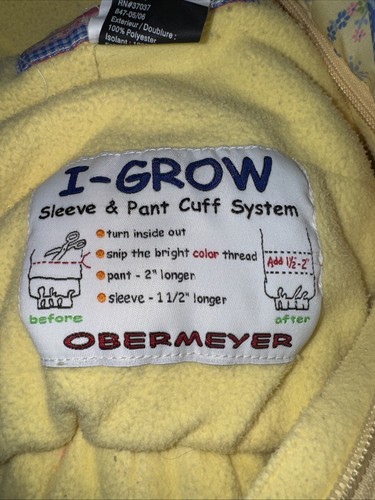 RN#37037
847-06/06
Exterieur / Doublure :
100% Polyester
I-GROW
Sleeve & Pant Cuff System
turn inside out
snip the bright color thread
pant - 2" longer
sleeve - 1 1/2" longer
Add 1½ - 2"
before
after
OBERMEYER